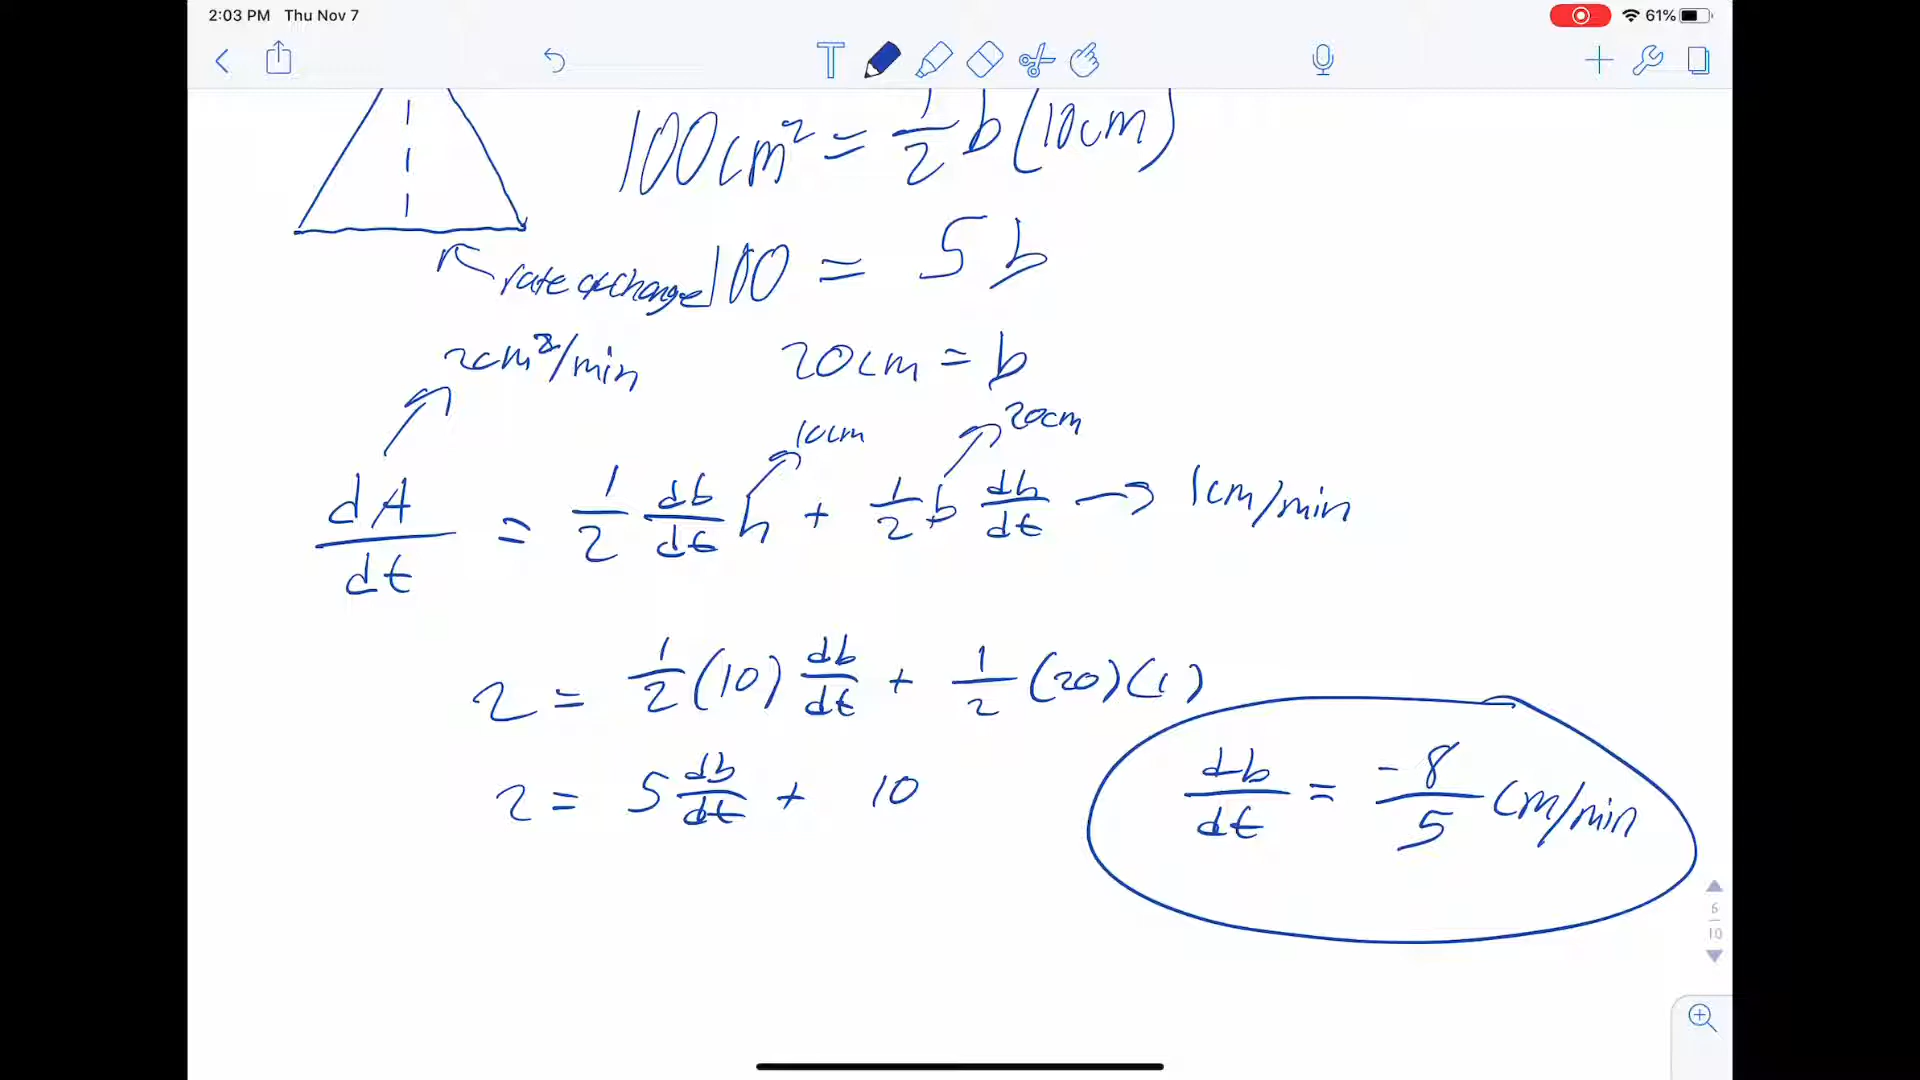 2:03 PM Thu Nov 7
61%
T
100cm² = 1/2 b(10cm)
rate of change
100 = 5b
2cm²/min
20cm = b
10cm
20cm
dA/dt = 1/2 db/dt h + 1/2 b dh/dt → 1cm/min
2 = 1/2 (10) db/dt + 1/2 (20)(1)
2 = 5 db/dt + 10
db/dt = -8/5 cm/min
6
10